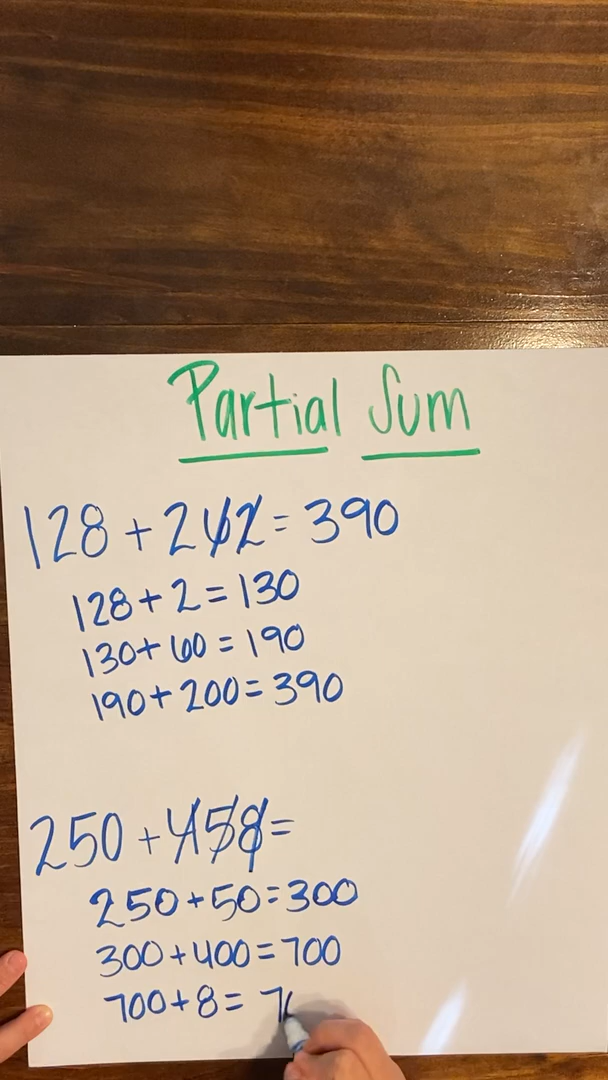 Partial Sum
128 + 262 = 390
128 + 2 = 130
130 + 60 = 190
190 + 200 = 390
250 + 458 =
250 + 50 = 300
300 + 400 = 700
700 + 8 = 7